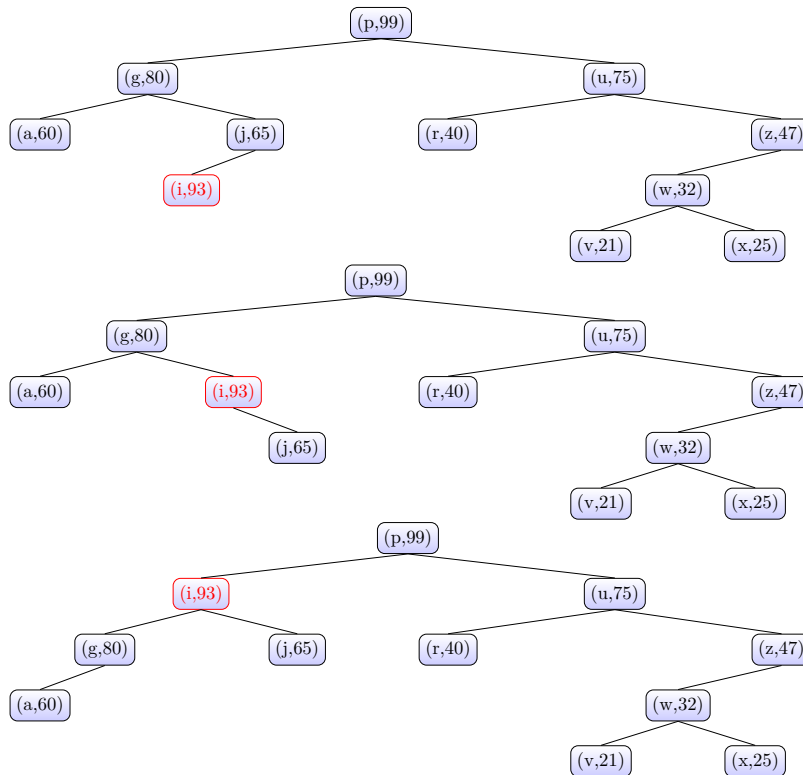 (p,99)
(g,80) (u,75)
(a,60) (j,65) (r,40) (z,47)
(i,93) (w,32)
(v,21) (x,25)
(p,99)
(g,80) (u,75)
(a,60) (i,93) (r,40) (z,47)
(j,65) (w,32)
(v,21) (x,25)
(p,99)
(i,93) (u,75)
(g,80) (j,65) (r,40) (z,47)
(a,60) (w,32)
(v,21) (x,25)